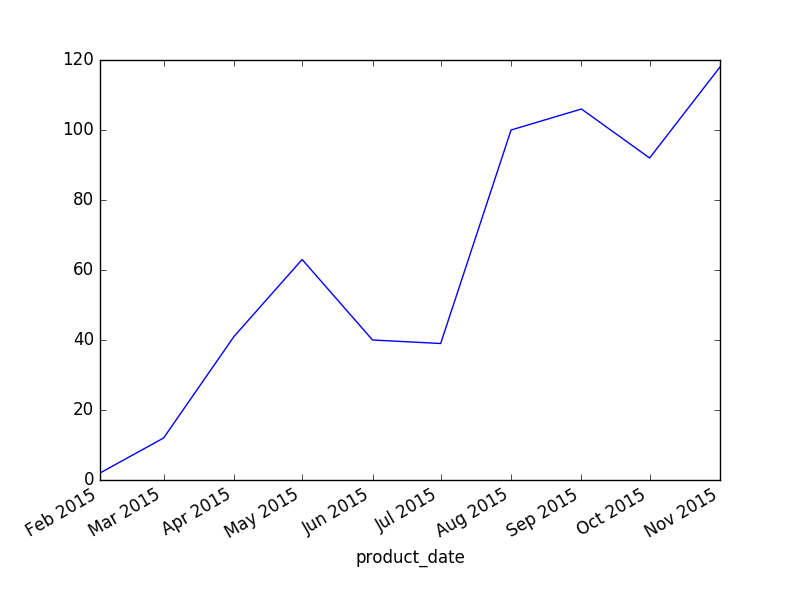 120
100
80
60
40
20
0
Feb 2015
Mar 2015
Apr 2015
May 2015
Jun 2015
Jul 2015
Aug 2015
Sep 2015
Oct 2015
Nov 2015
product_date